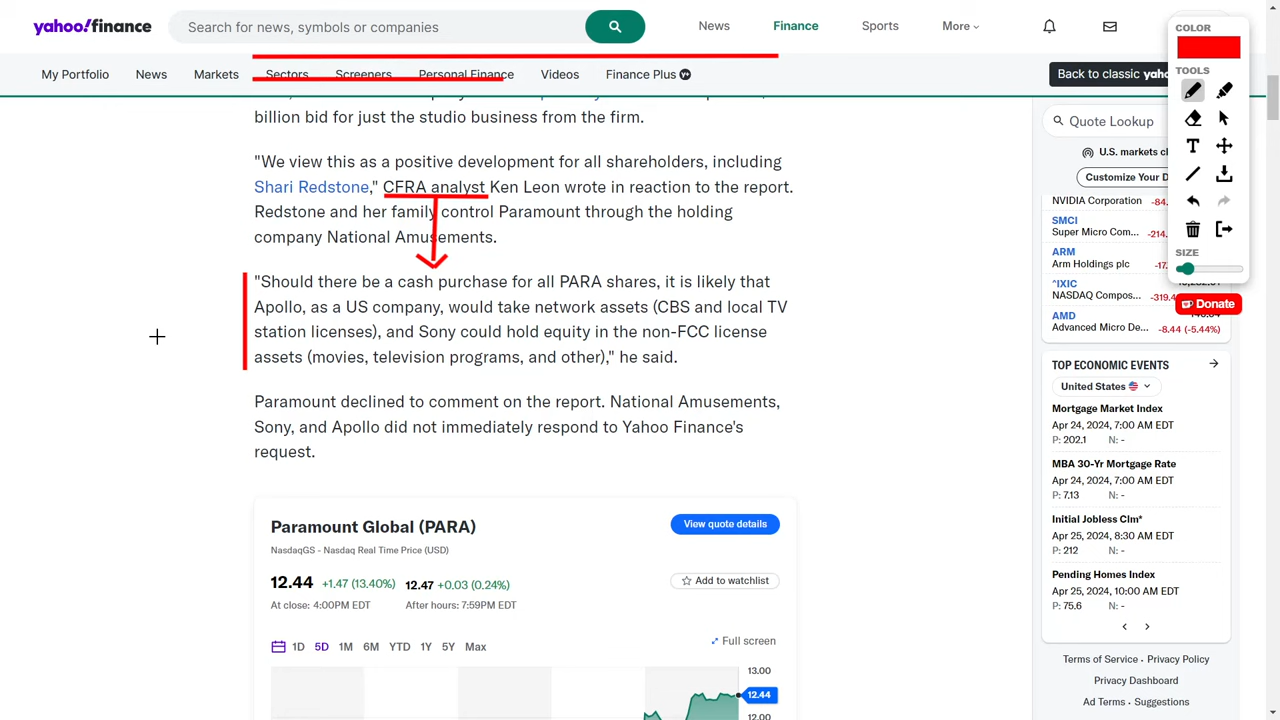 yahoo!finance
Search for news, symbols or companies
News
Finance
Sports
More
COLOR
TOOLS
SIZE
Donate
My Portfolio
News
Markets
Sectors
Screeners
Personal Finance
Videos
Finance Plus
Back to classic
billion bid for just the studio business from the firm.
"We view this as a positive development for all shareholders, including
Shari Redstone," CFRA analyst Ken Leon wrote in reaction to the report.
Redstone and her family control Paramount through the holding
company National Amusements.
"Should there be a cash purchase for all PARA shares, it is likely that
Apollo, as a US company, would take network assets (CBS and local TV
station licenses), and Sony could hold equity in the non-FCC license
assets (movies, television programs, and other)," he said.
Paramount declined to comment on the report. National Amusements,
Sony, and Apollo did not immediately respond to Yahoo Finance's
request.
Paramount Global (PARA)
View quote details
NasdaqGS - Nasdaq Real Time Price (USD)
12.44 +1.47 (13.40%) 12.47 +0.03 (0.24%)
Add to watchlist
At close: 4:00PM EDT
After hours: 7:59PM EDT
1D 5D 1M 6M YTD 1Y 5Y Max
Full screen
13.00
12.44
12.00
Quote Lookup
U.S. markets
Customize Your
NVIDIA Corporation
SMCI
Super Micro Com...
ARM
Arm Holdings plc
^IXIC
NASDAQ Compos...
AMD
Advanced Micro De...
-8.44 (-5.44%)
TOP ECONOMIC EVENTS
United States
Mortgage Market Index
Apr 24, 2024, 7:00 AM EDT
P: 202.1 N: -
MBA 30-Yr Mortgage Rate
Apr 24, 2024, 7:00 AM EDT
P: 7.13 N: -
Initial Jobless Clm*
Apr 25, 2024, 8:30 AM EDT
P: 212 N: -
Pending Homes Index
Apr 25, 2024, 10:00 AM EDT
P: 75.6 N: -
Terms of Service • Privacy Policy
Privacy Dashboard
Ad Terms • Suggestions